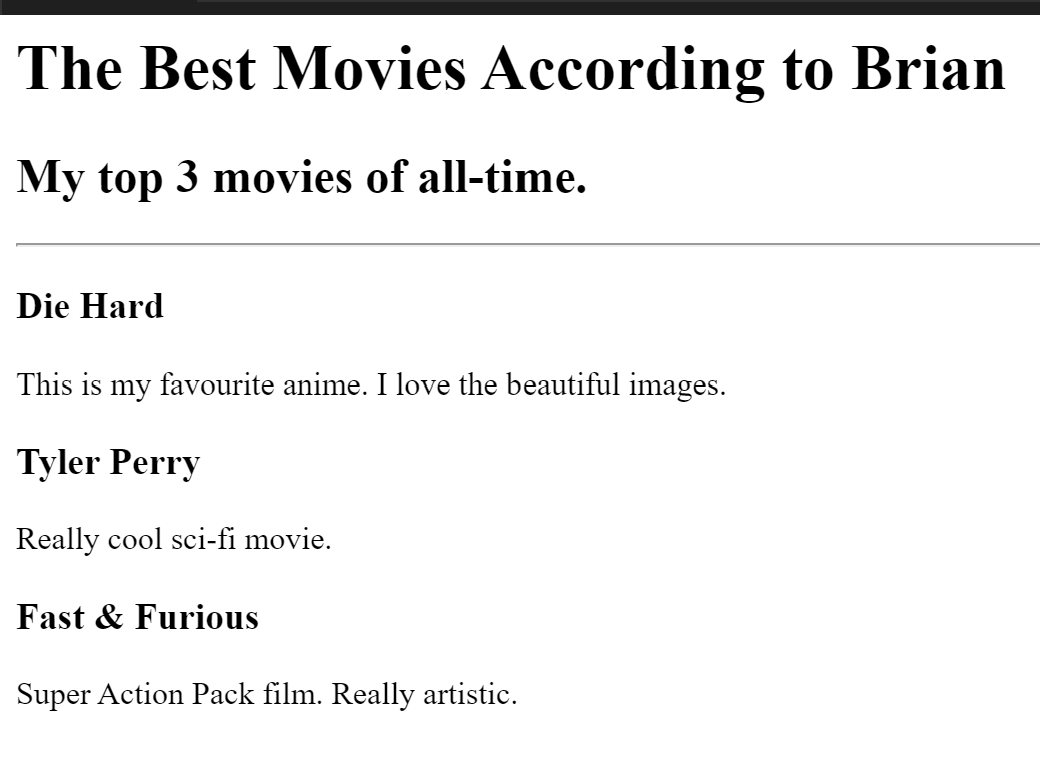 The Best Movies According to Brian
My top 3 movies of all-time.
Die Hard
This is my favourite anime. I love the beautiful images.
Tyler Perry
Really cool sci-fi movie.
Fast & Furious
Super Action Pack film. Really artistic.